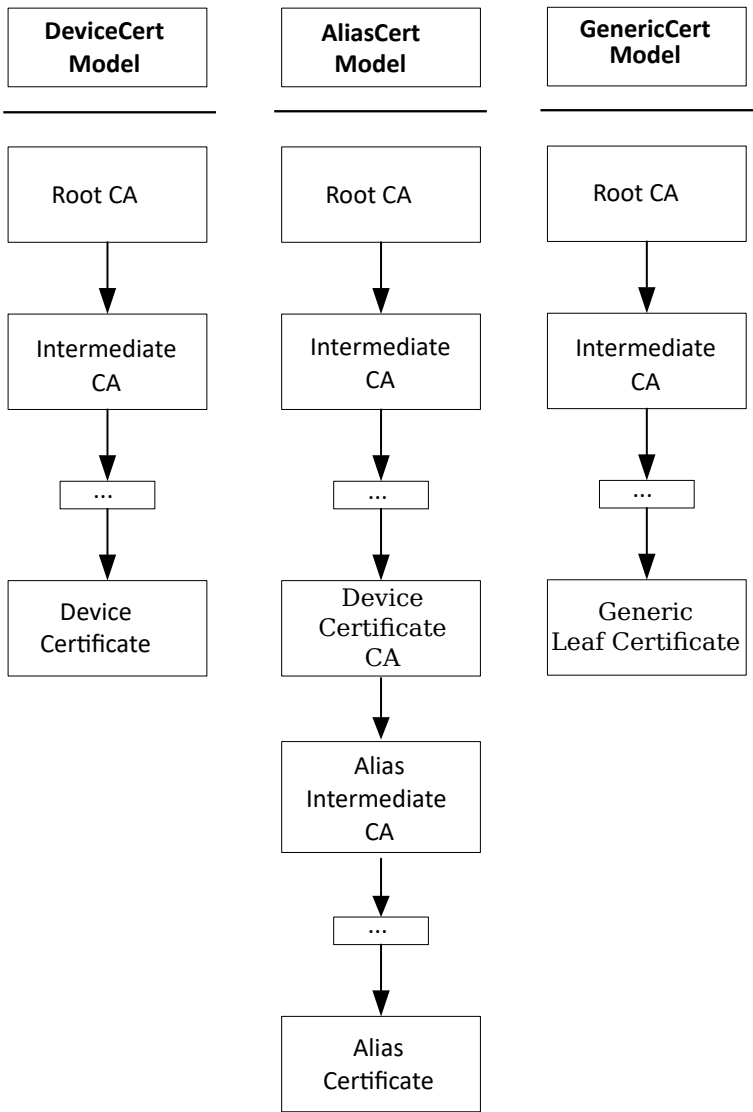 DeviceCert
Model
Root CA
Intermediate
CA
...
Device
Certificate
AliasCert
Model
Root CA
Intermediate
CA
...
Device
Certificate
CA
Alias
Intermediate
CA
...
Alias
Certificate
GenericCert
Model
Root CA
Intermediate
CA
...
Generic
Leaf Certificate